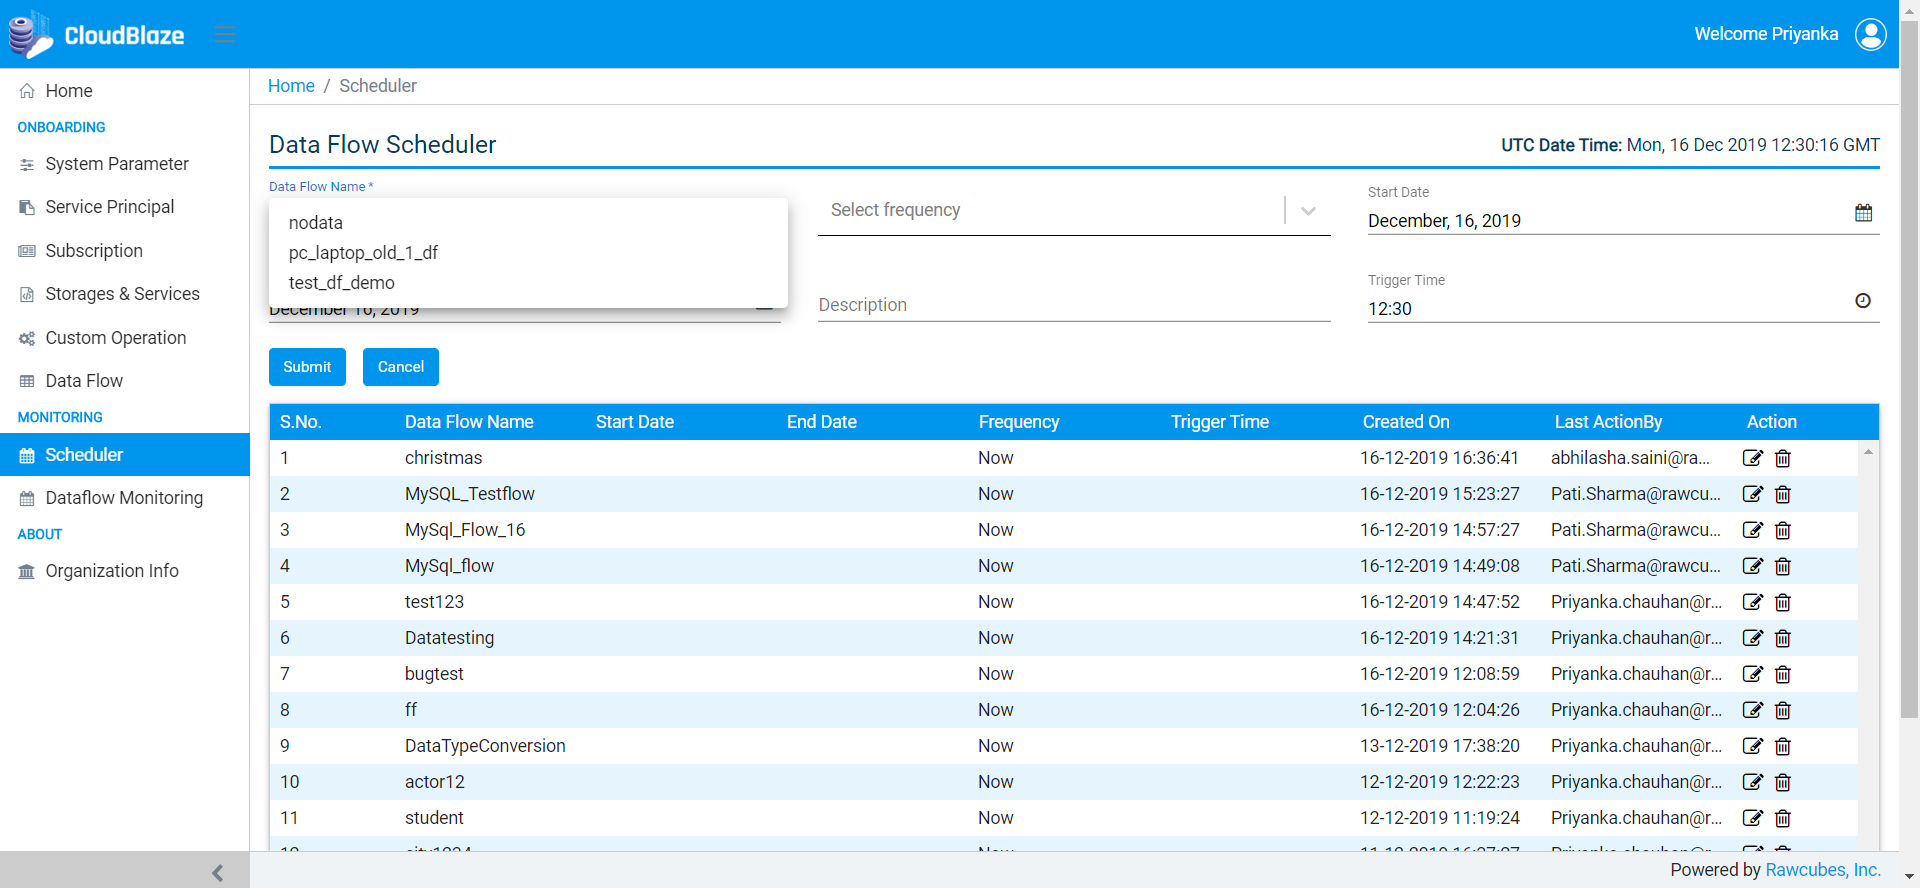 CloudBlaze
Welcome Priyanka
Home
ONBOARDING
System Parameter
Service Principal
Subscription
Storages & Services
Custom Operation
Data Flow
MONITORING
Scheduler
Dataflow Monitoring
ABOUT
Organization Info
Home / Scheduler
Data Flow Scheduler
UTC Date Time: Mon, 16 Dec 2019 12:30:16 GMT
Data Flow Name *
nodata
pc_laptop_old_1_df
test_df_demo
Select frequency
Start Date
December, 16, 2019
December 16, 2019
Description
Trigger Time
12:30
Submit Cancel
S.No. Data Flow Name Start Date End Date Frequency Trigger Time Created On Last ActionBy Action
1 christmas Now 16-12-2019 16:36:41 abhilasha.saini@ra...
2 MySQL_Testflow Now 16-12-2019 15:23:27 Pati.Sharma@rawcu...
3 MySql_Flow_16 Now 16-12-2019 14:57:27 Pati.Sharma@rawcu...
4 MySql_flow Now 16-12-2019 14:49:08 Pati.Sharma@rawcu...
5 test123 Now 16-12-2019 14:47:52 Priyanka.chauhan@r...
6 Datatesting Now 16-12-2019 14:21:31 Priyanka.chauhan@r...
7 bugtest Now 16-12-2019 12:08:59 Priyanka.chauhan@r...
8 ff Now 16-12-2019 12:04:26 Priyanka.chauhan@r...
9 DataTypeConversion Now 13-12-2019 17:38:20 Priyanka.chauhan@r...
10 actor12 Now 12-12-2019 12:22:23 Priyanka.chauhan@r...
11 student Now 12-12-2019 11:19:24 Priyanka.chauhan@r...
Powered by Rawcubes, Inc.